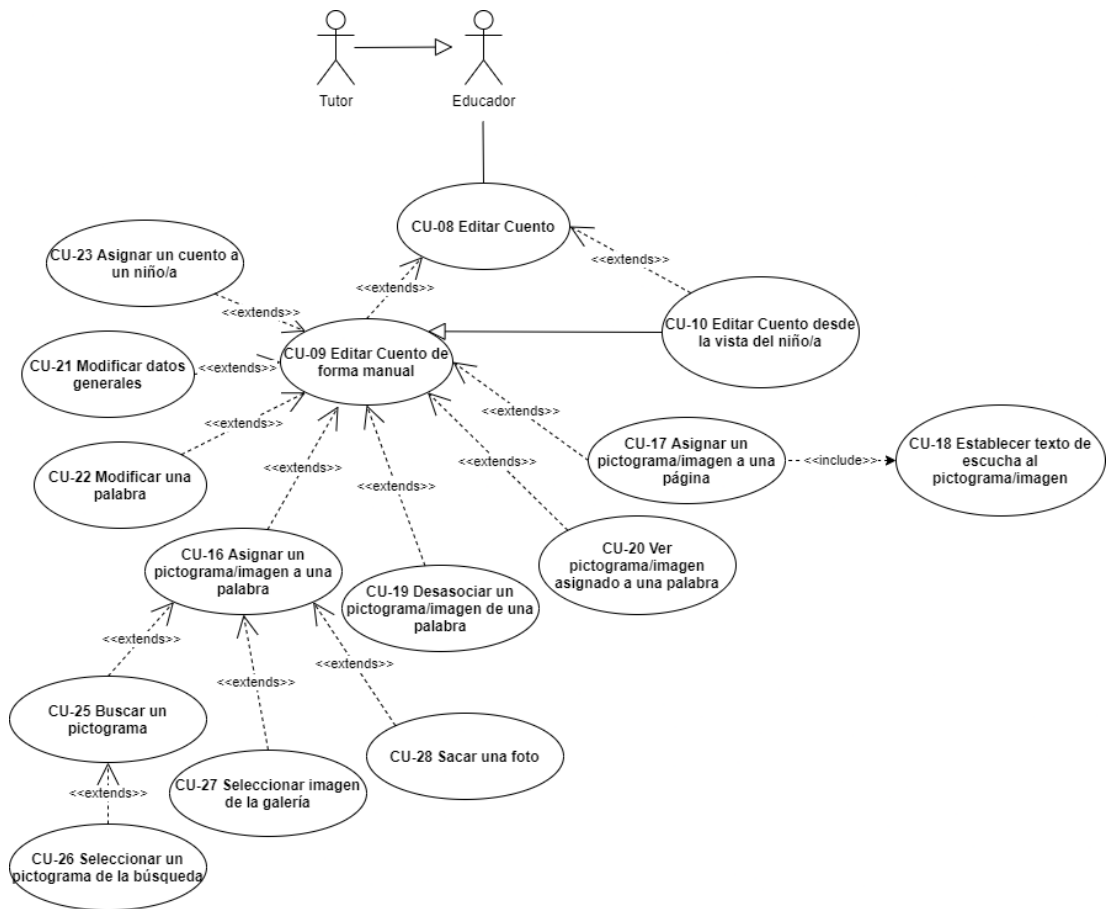 Tutor
Educador
CU-08 Editar Cuento
CU-23 Asignar un cuento a
un niño/a
<<extends>>
<<extends>>
<<extends>>
CU-10 Editar Cuento desde
la vista del niño/a
CU-21 Modificar datos
generales
<<extends>>
CU-09 Editar Cuento de
forma manual
<<extends>>
<<extends>>
CU-22 Modificar una
palabra
<<extends>>
<<extends>>
<<extends>>
CU-17 Asignar un
pictograma/imagen a una
página
<<include>>
CU-18 Establecer texto de
escucha al
pictograma/imagen
CU-16 Asignar un
pictograma/imagen a una
palabra
CU-19 Desasociar un
pictograma/imagen de una
palabra
CU-20 Ver
pictograma/imagen
asignado a una palabra
<<extends>>
<<extends>>
<<extends>>
CU-25 Buscar un
pictograma
CU-27 Seleccionar imagen
de la galería
CU-28 Sacar una foto
<<extends>>
CU-26 Seleccionar un
pictograma de la búsqueda